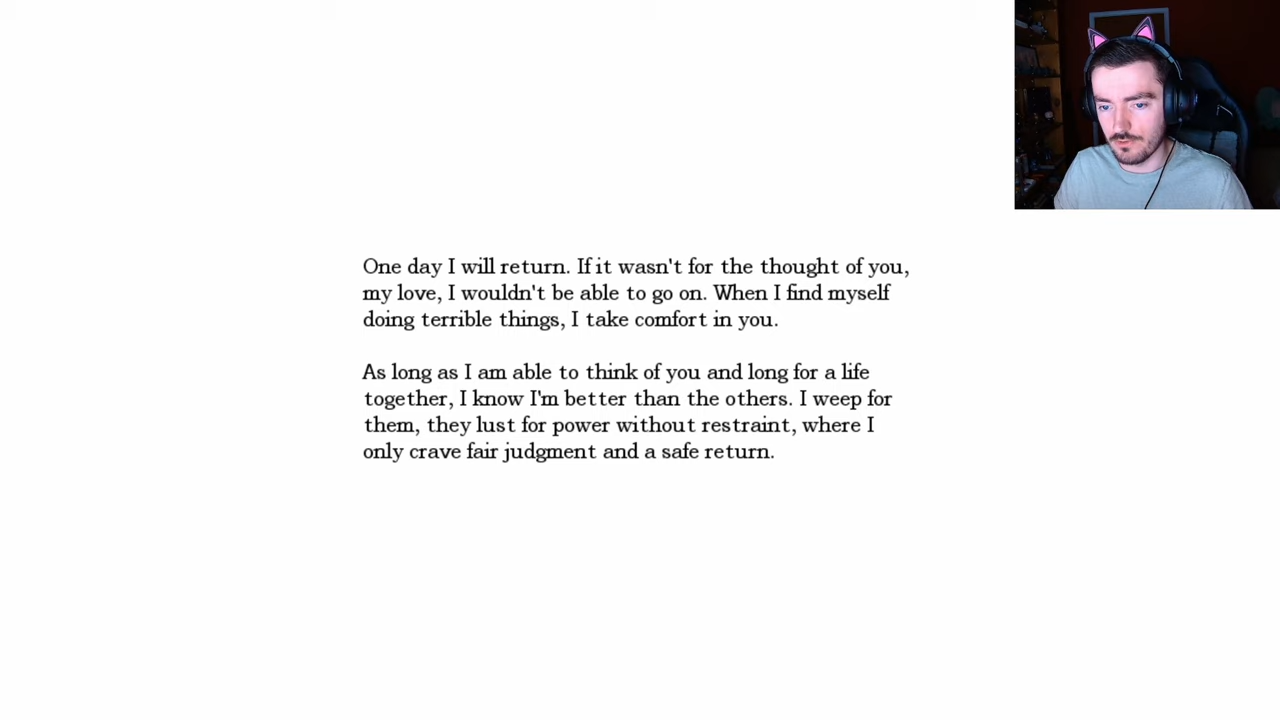 One day I will return. If it wasn't for the thought of you,
my love, I wouldn't be able to go on. When I find myself
doing terrible things, I take comfort in you.
As long as I am able to think of you and long for a life
together, I know I'm better than the others. I weep for
them, they lust for power without restraint, where I
only crave fair judgment and a safe return.